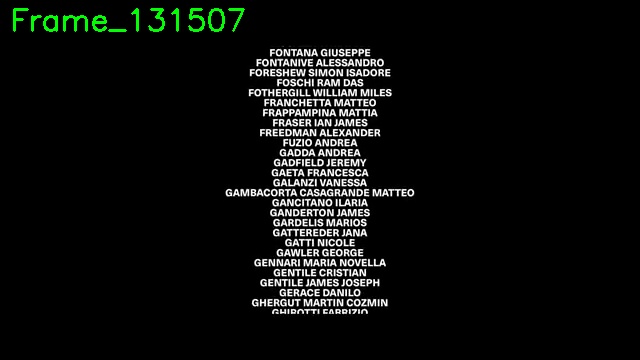 Frame_131507
FONTANA GIUSEPPE
FONTANIVE ALESSANDRO
FORESHEW SIMON ISADORE
FOSCHI RAM DAS
FOTHERGILL WILLIAM MILES
FRANCHETTA MATTEO
FRAPPAMPINA MATTIA
FRASER IAN JAMES
FREEDMAN ALEXANDER
FUZIO ANDREA
GADDA ANDREA
GADFIELD JEREMY
GAETA FRANCESCA
GALANZI VANESSA
GAMBACORTA CASAGRANDE MATTEO
GANCITANO ILARIA
GANDERTON JAMES
GARDELIS MARIOS
GATTEREDER JANA
GATTI NICOLE
GAWLER GEORGE
GENNARI MARIA NOVELLA
GENTILE CRISTIAN
GENTILE JAMES JOSEPH
GERACE DANILO
GHERGUT MARTIN COZMIN
GHIROTTI FABRIZIO